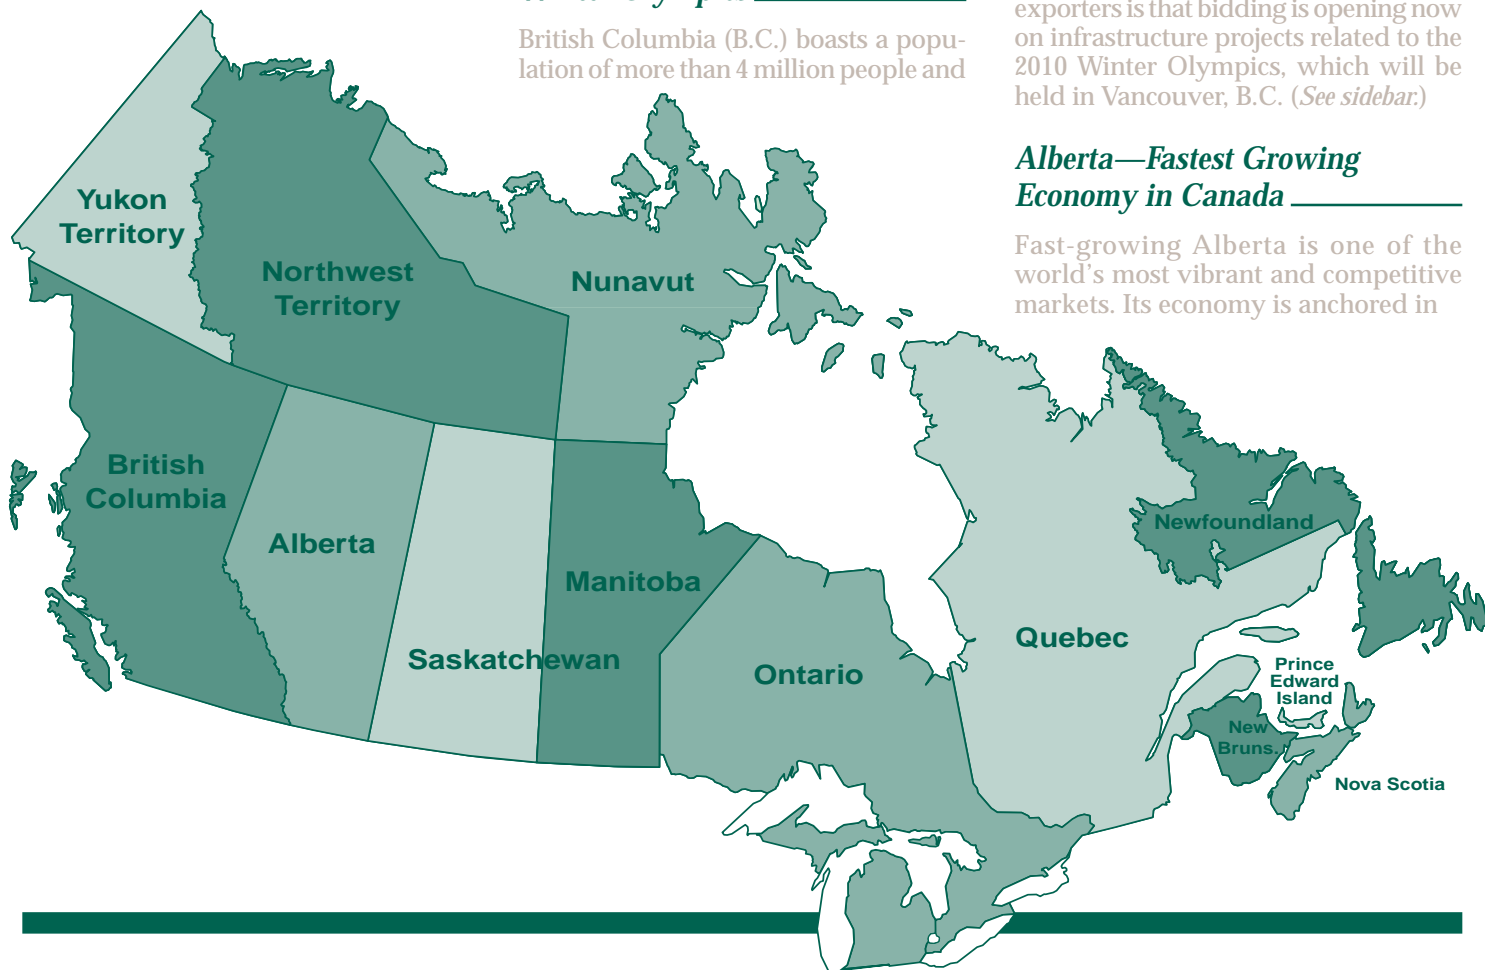 British Columbia (B.C.) boasts a popu-
lation of more than 4 million people and
exporters is that bidding is opening now
on infrastructure projects related to the
2010 Winter Olympics, which will be
held in Vancouver, B.C. (See sidebar.)
Alberta—Fastest Growing
Economy in Canada
Fast-growing Alberta is one of the
world's most vibrant and competitive
markets. Its economy is anchored in
Yukon
Territory
Northwest
Territory
Nunavut
British
Columbia
Alberta
Saskatchewan
Manitoba
Ontario
Quebec
Newfoundland
Prince
Edward
Island
New
Bruns.
Nova Scotia